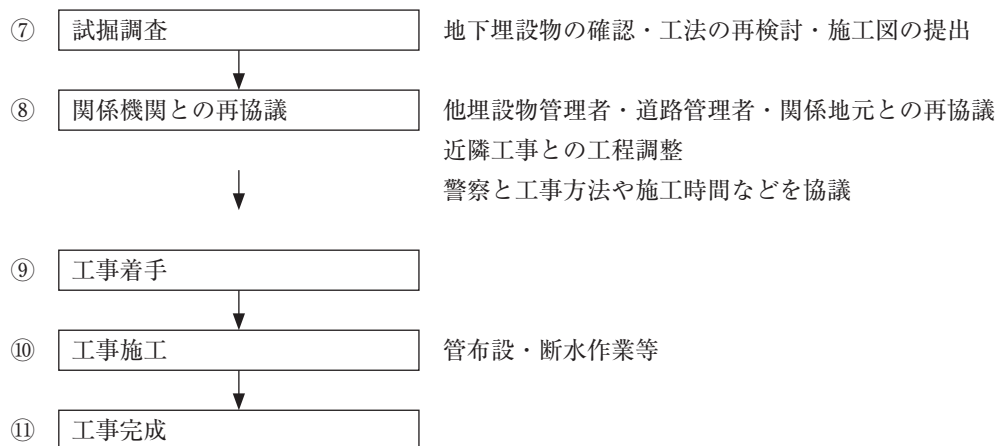 ⑦ 試掘調査 地下埋設物の確認・工法の再検討・施工図の提出
⑧ 関係機関との再協議 他埋設物管理者・道路管理者・関係地元との再協議
近隣工事との工程調整
警察と工事方法や施工時間などを協議
⑨ 工事着手
⑩ 工事施工 管布設・断水作業等
⑪ 工事完成